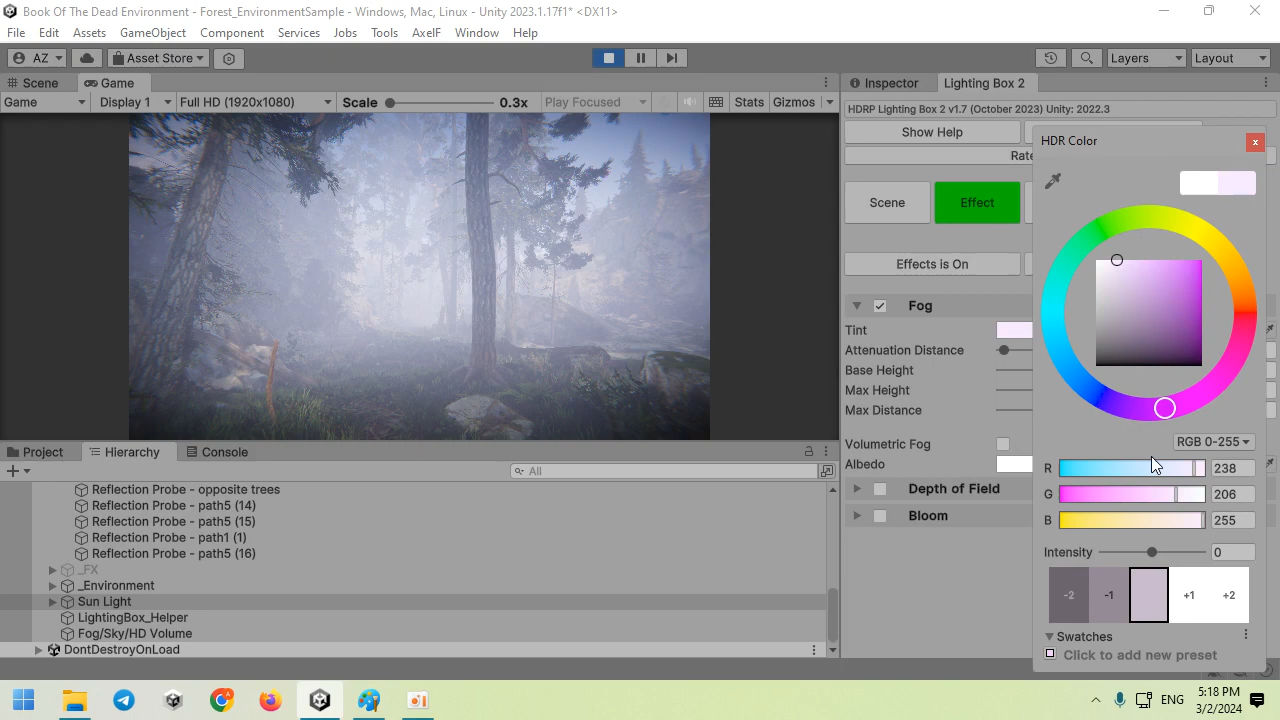 Book Of The Dead Environment - Forest_EnvironmentSample - Windows, Mac, Linux - Unity 2023.1.17f1* <DX11>
File Edit Assets GameObject Component Services Jobs Tools AxelF Window Help
AZ Asset Store Layers Layout
Scene Game Inspector Lighting Box 2
Game Display 1 Full HD (1920x1080) Scale 0.3x Play Focused Stats Gizmos
HDRP Lighting Box 2 v1.7 (October 2023) Unity: 2022.3
Show Help
HDR Color
Rate
Scene Effect
Effects is On
Fog
Tint
Attenuation Distance
Base Height
Max Height
Max Distance
Volumetric Fog
Albedo
Depth of Field
Bloom
RGB 0-255
R 238
G 206
B 255
Intensity 0
-2 -1 +1 +2
Swatches
Click to add new preset
Project Hierarchy Console
All
Reflection Probe - opposite trees
Reflection Probe - path5 (14)
Reflection Probe - path5 (15)
Reflection Probe - path1 (1)
Reflection Probe - path5 (16)
_FX
_Environment
Sun Light
LightingBox_Helper
Fog/Sky/HD Volume
DontDestroyOnLoad
ENG 5:18 PM
3/2/2024